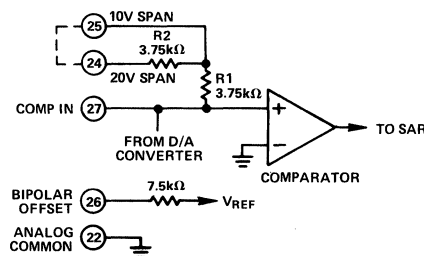 25 10V SPAN
R2
3.75kΩ
24
20V SPAN
R1
3.75kΩ
COMP IN 27
+
−
TO SAR
FROM D/A
CONVERTER
COMPARATOR
7.5kΩ
BIPOLAR
OFFSET 26
VREF
ANALOG
COMMON 22